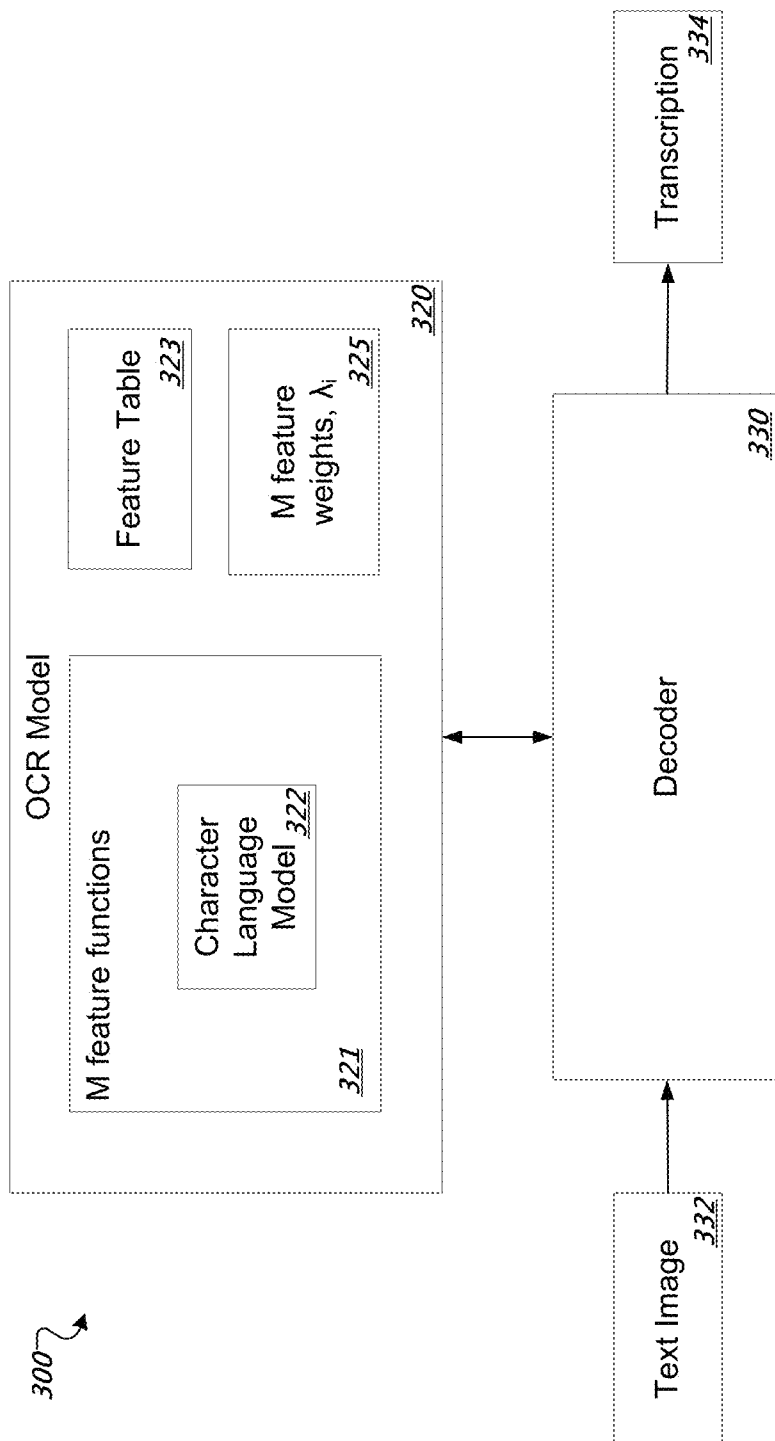 300
OCR Model
M feature functions
321
Character
Language
Model
322
Feature Table
323
M feature
weights, λi
325
320
Text Image
332
Decoder
330
Transcription
334